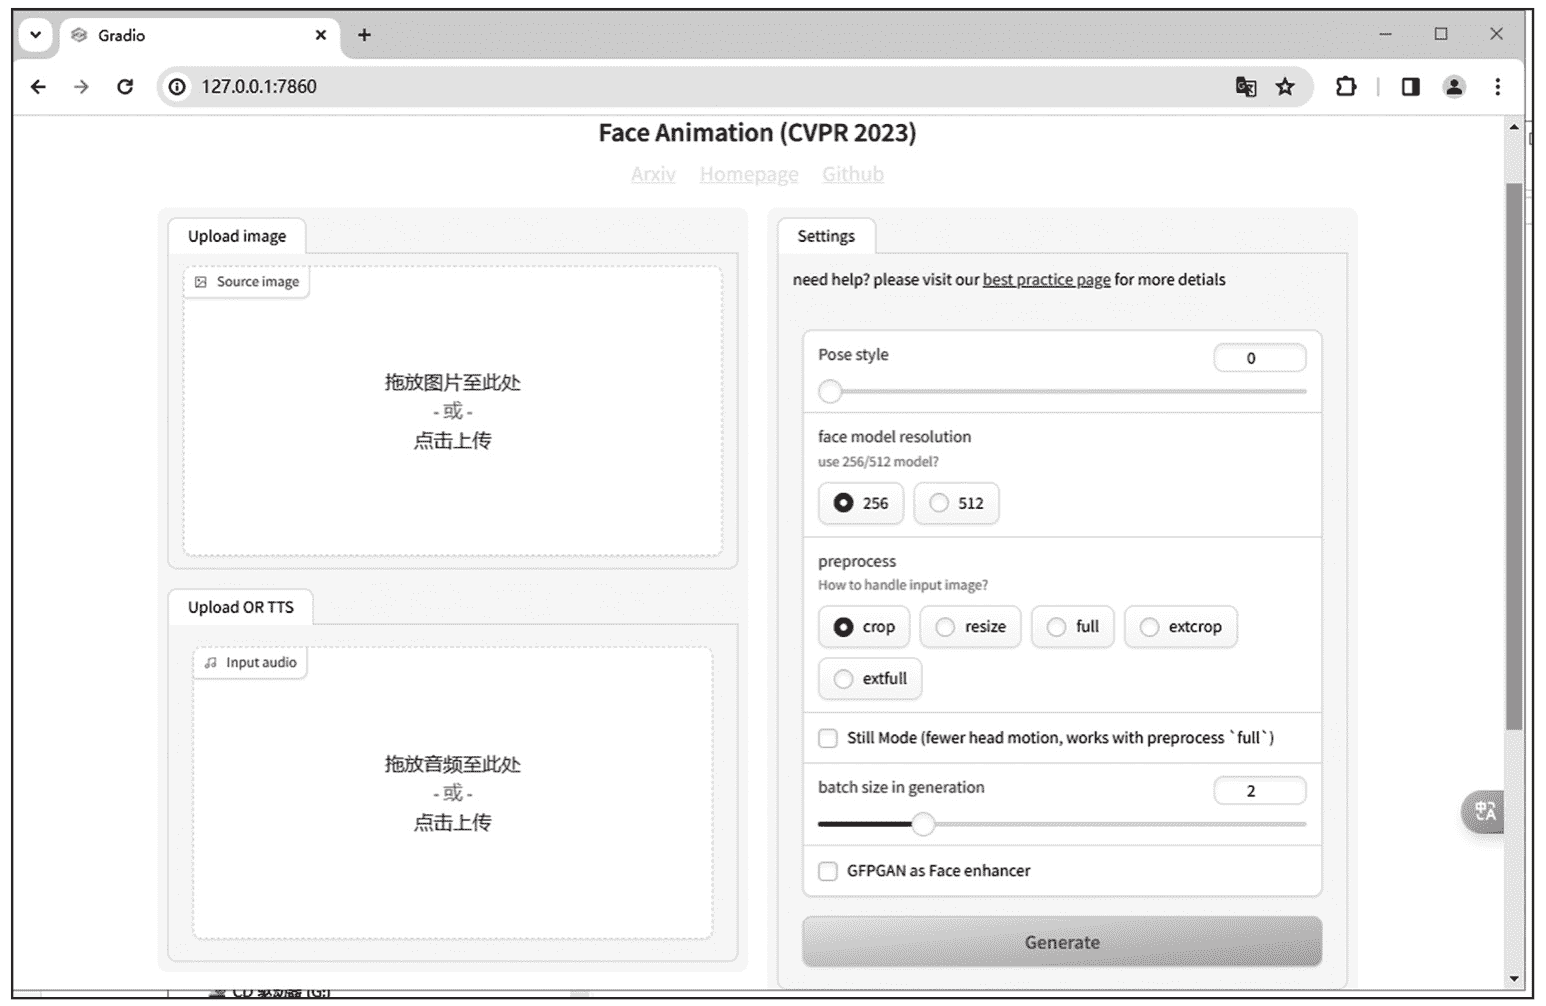 Gradio
127.0.0.1:7860
Face Animation (CVPR 2023)
Arxiv Homepage Github
Upload image
Source image
拖放图片至此处
- 或 -
点击上传
Upload OR TTS
Input audio
拖放音频至此处
- 或 -
点击上传
Settings
need help? please visit our best practice page for more detials
Pose style
0
face model resolution
use 256/512 model?
256 512
preprocess
How to handle input image?
crop resize full extcrop
extfull
Still Mode (fewer head motion, works with preprocess `full`)
batch size in generation
2
GFPGAN as Face enhancer
Generate
CD 驱动器 (G:)